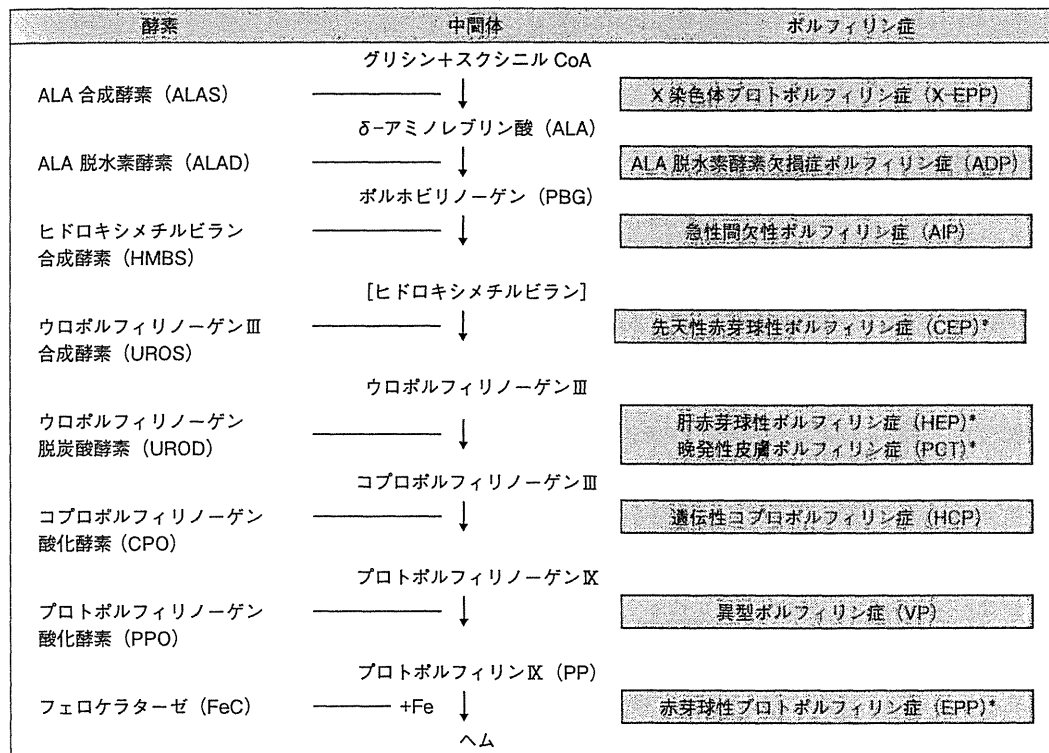 酵素 中間体 ポルフィリン症
グリシン＋スクシニル CoA
ALA 合成酵素（ALAS） X 染色体プロトポルフィリン症（X-EPP）
δ-アミノレブリン酸（ALA）
ALA 脱水素酵素（ALAD） ALA 脱水素酵素欠損症ポルフィリン症（ADP）
ポルホビリノーゲン（PBG）
ヒドロキシメチルビラン
合成酵素（HMBS） 急性間欠性ポルフィリン症（AIP）
[ヒドロキシメチルビラン]
ウロポルフィリノーゲンⅢ
合成酵素（UROS） 先天性赤芽球性ポルフィリン症（CEP）*
ウロポルフィリノーゲンⅢ
ウロポルフィリノーゲン 肝赤芽球性ポルフィリン症（HEP）*
脱炭酸酵素（UROD） 晩発性皮膚ポルフィリン症（PCT）*
コプロポルフィリノーゲンⅢ
コプロポルフィリノーゲン 遺伝性コプロポルフィリン症（HCP）
酸化酵素（CPO）
プロトポルフィリノーゲンⅨ
プロトポルフィリノーゲン 異型ポルフィリン症（VP）
酸化酵素（PPO）
プロトポルフィリンⅨ（PP）
フェロケラターゼ（FeC） +Fe 赤芽球性プロトポルフィリン症（EPP）*
ヘム